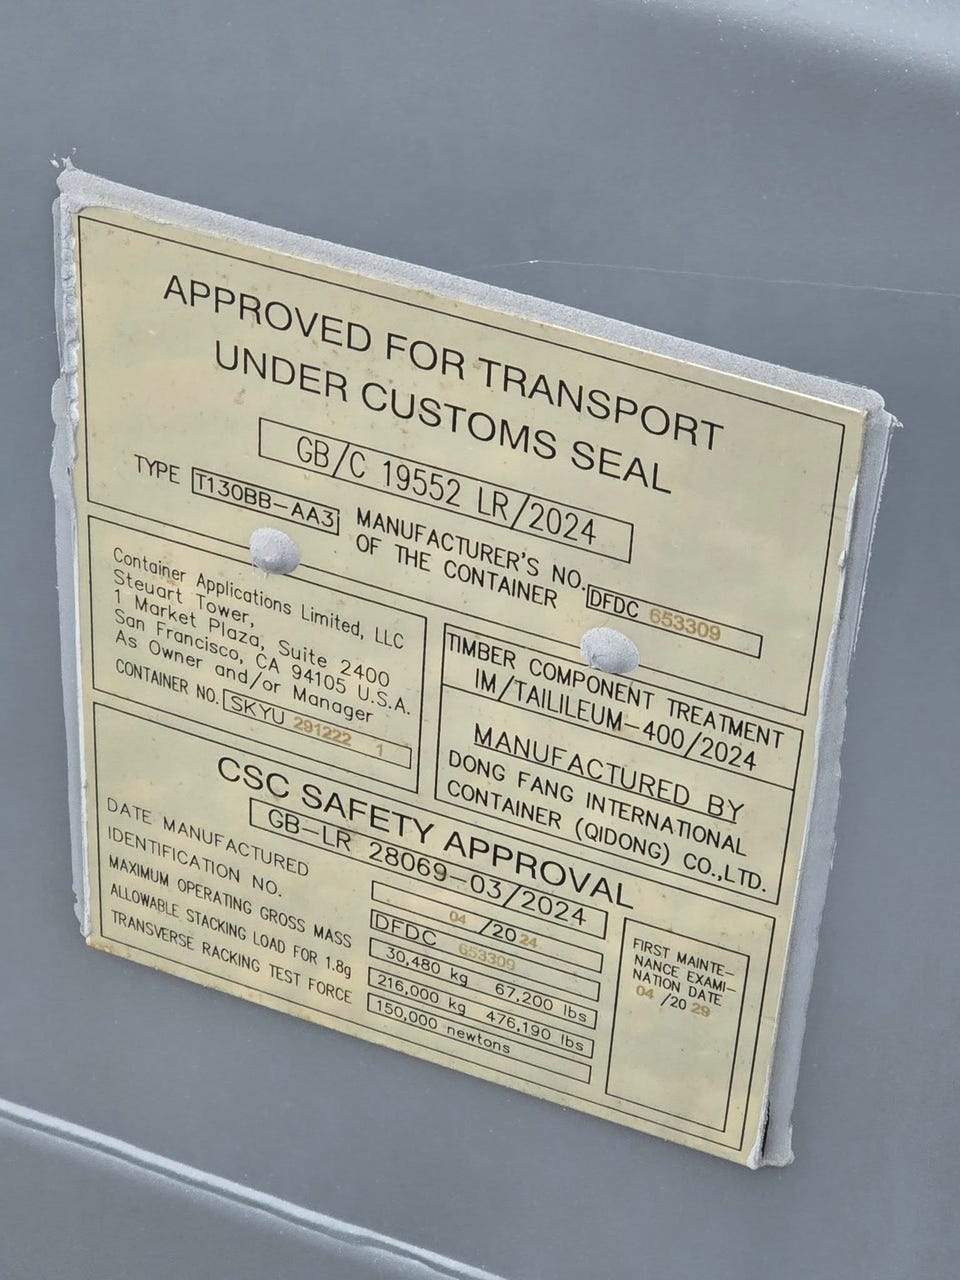 APPROVED FOR TRANSPORT
UNDER CUSTOMS SEAL
GB/C 19552 LR/2024
TYPE T130BB-AA3 MANUFACTURER'S NO. DFDC 653309
OF THE CONTAINER
Container Applications Limited, LLC
Steuart Tower,
1 Market Plaza, Suite 2400
San Francisco, CA 94105 U.S.A.
As Owner and/or Manager
CONTAINER NO. SKYU 291222 1
TIMBER COMPONENT TREATMENT
IM/TAILILEUM-400/2024
MANUFACTURED BY
DONG FANG INTERNATIONAL
CONTAINER (QIDONG) CO.,LTD.
CSC SAFETY APPROVAL
GB-LR 28069-03/2024
DATE MANUFACTURED 04 /2024
IDENTIFICATION NO. DFDC 653309
MAXIMUM OPERATING GROSS MASS 30,480 kg 67,200 lbs
ALLOWABLE STACKING LOAD FOR 1.8g 216,000 kg 476,190 lbs
TRANSVERSE RACKING TEST FORCE 150,000 newtons
FIRST MAINTE-
NANCE EXAMI-
NATION DATE
04 /20 29